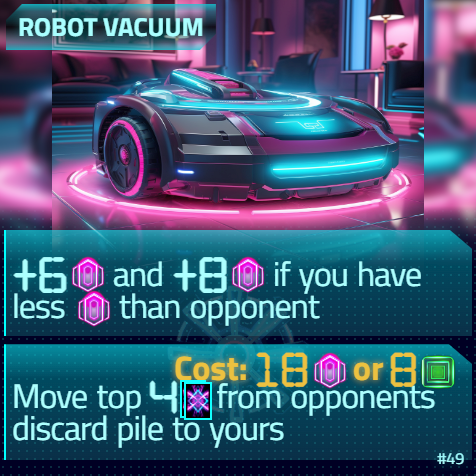 ROBOT VACUUM
+6 and +8 if you have
less than opponent
Cost: 18 or 8
Move top 4 from opponents
discard pile to yours
#49